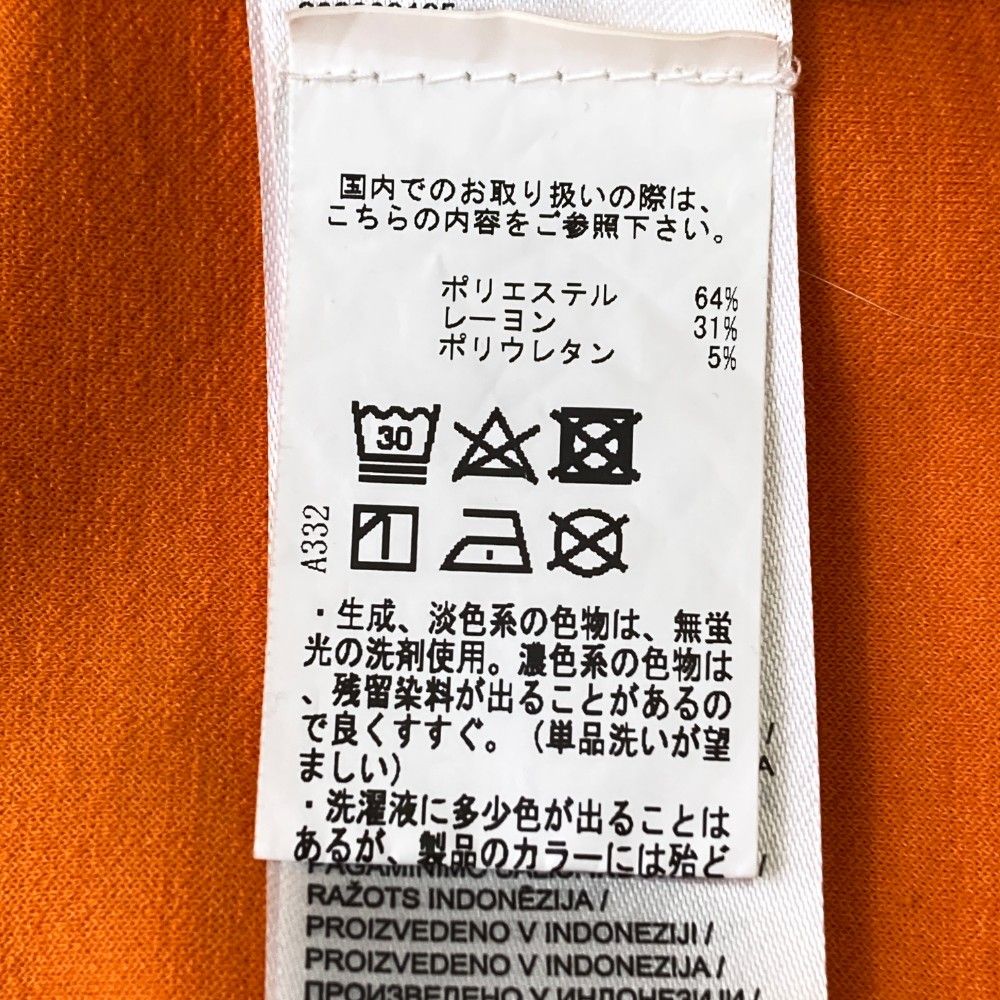 国内でのお取り扱いの際は、
こちらの内容をご参照下さい。
ポリエステル 64%
レーヨン 31%
ポリウレタン 5%
30
A332
・生成、淡色系の色物は、無蛍
光の洗剤使用。濃色系の色物は
、残留染料が出ることがあるの
で良くすすぐ。（単品洗いが望
ましい）
・洗濯液に多少色が出ることは
あるが、製品のカラーには殆ど
RAŽOTS INDONĒZIJA /
PROIZVEDENO V INDONEZIJI /
PROIZVEDENO V INDONEZIJA /
ПРОИЗВЕДЕНО У ИНДОНЕЗИЈИ /